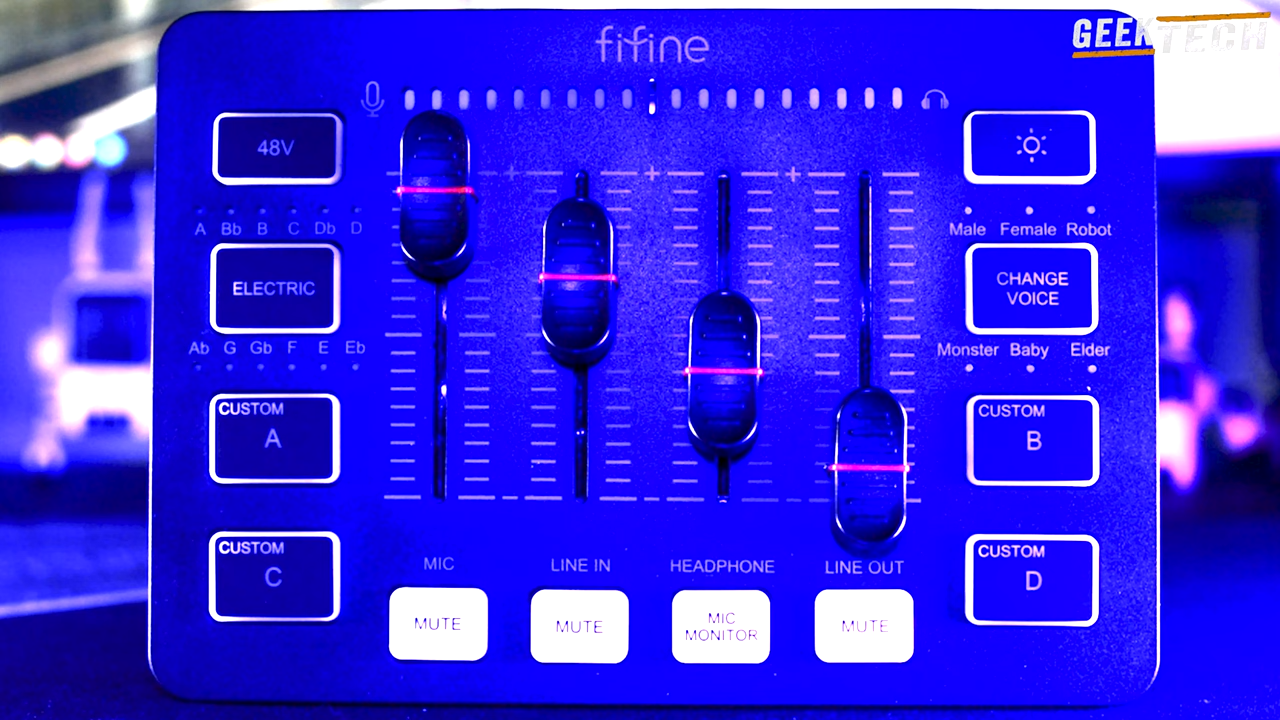 fifine
GEEKTECH
48V
A Bb B C Db D
Male Female Robot
ELECTRIC
CHANGE
VOICE
Ab G Gb F E Eb
Monster Baby Elder
CUSTOM
A
CUSTOM
B
CUSTOM
C
CUSTOM
D
MIC
LINE IN
HEADPHONE
LINE OUT
MUTE
MUTE
MIC
MONITOR
MUTE